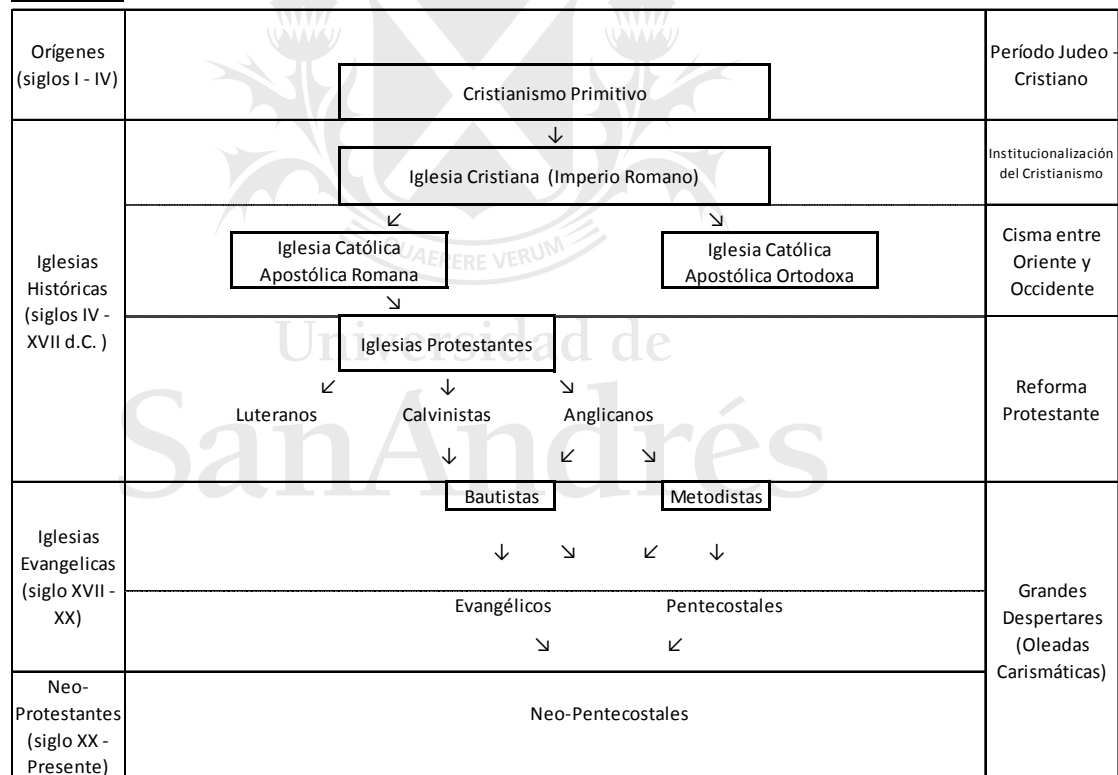 Orígenes
(siglos I - IV)
Cristianismo Primitivo
Período Judeo -
Cristiano
↓
Iglesia Cristiana (Imperio Romano)
Institucionalización
del Cristianismo
↙ ↘
Iglesias
Históricas
(siglos IV -
XVII d.C. )
Iglesia Católica
Apostólica Romana
Iglesia Católica
Apostólica Ortodoxa
Cisma entre
Oriente y
Occidente
QUAERERE VERUM
↘
Iglesias Protestantes
Universidad de
SanAndrés
↙ ↓ ↘
Luteranos Calvinistas Anglicanos
Reforma
Protestante
↓ ↙ ↘
Bautistas Metodistas
Iglesias
Evangelicas
(siglo XVII -
XX)
↓ ↘ ↙ ↓
Evangélicos Pentecostales
↘ ↙
Grandes
Despertares
(Oleadas
Carismáticas)
Neo-
Protestantes
(siglo XX -
Presente)
Neo-Pentecostales